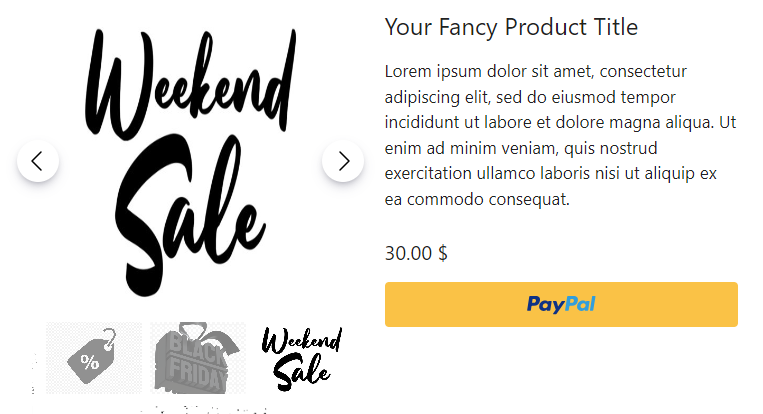 Weekend
Sale
Your Fancy Product Title
Lorem ipsum dolor sit amet, consectetur
adipiscing elit, sed do eiusmod tempor
incididunt ut labore et dolore magna aliqua. Ut
enim ad minim veniam, quis nostrud
exercitation ullamco laboris nisi ut aliquip ex
ea commodo consequat.
30.00 $
PayPal
%
BLACK
FRIDAY
Weekend
Sale